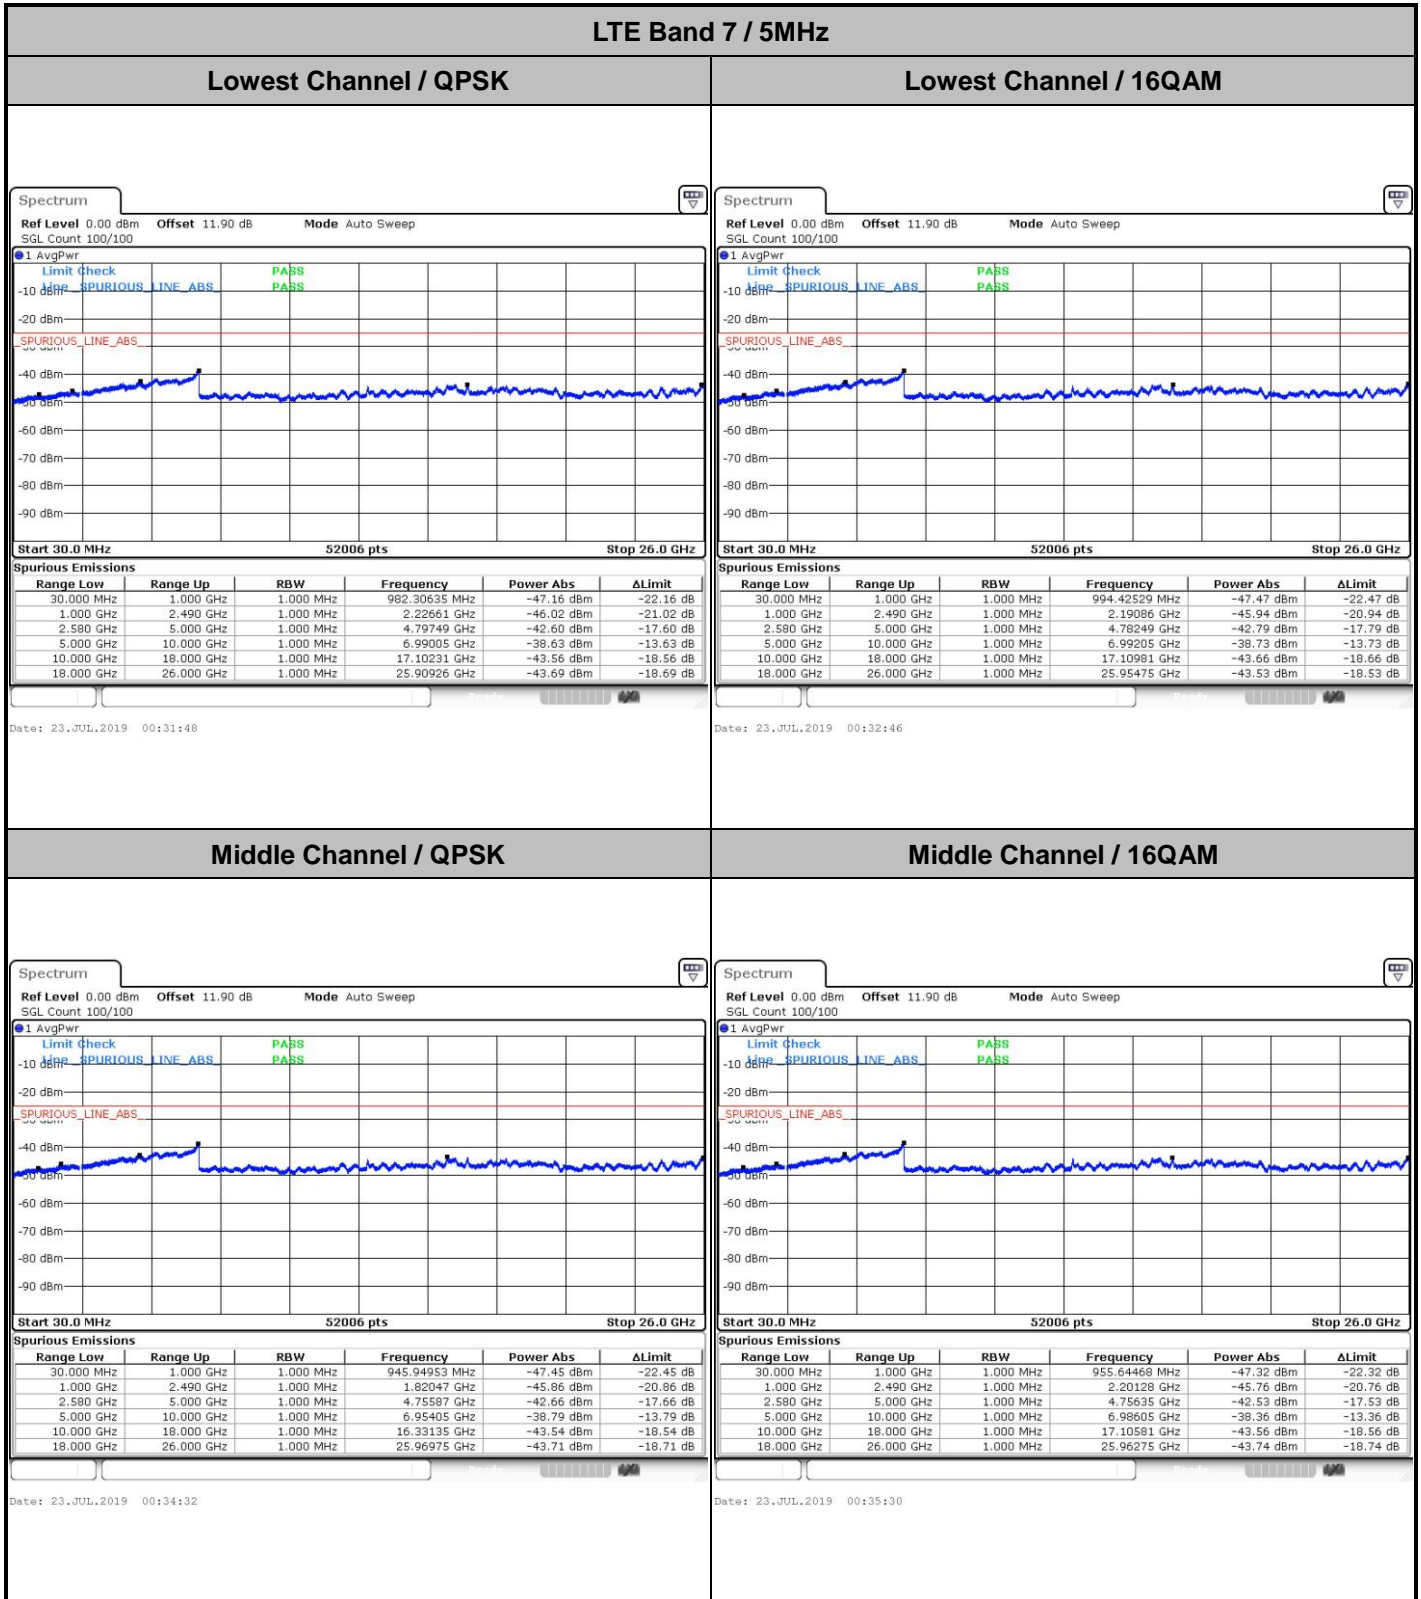 LTE Band 7 / 5MHz
Lowest Channel / QPSK
Lowest Channel / 16QAM
Spectrum
Ref Level 0.00 dBm Offset 11.90 dB Mode Auto Sweep
SGL Count 100/100
1 AvgPwr
Limit Check PASS
Line _SPURIOUS_LINE_ABS_ PASS
-10 dBm
-20 dBm
_SPURIOUS_LINE_ABS_
-30 dBm
-40 dBm
-50 dBm
-60 dBm
-70 dBm
-80 dBm
-90 dBm
Start 30.0 MHz 52006 pts Stop 26.0 GHz
Spurious Emissions
Range Low Range Up RBW Frequency Power Abs ΔLimit
30.000 MHz 1.000 GHz 1.000 MHz 982.30635 MHz -47.16 dBm -22.16 dB
1.000 GHz 2.490 GHz 1.000 MHz 2.22661 GHz -46.02 dBm -21.02 dB
2.580 GHz 5.000 GHz 1.000 MHz 4.79749 GHz -42.60 dBm -17.60 dB
5.000 GHz 10.000 GHz 1.000 MHz 6.99005 GHz -38.63 dBm -13.63 dB
10.000 GHz 18.000 GHz 1.000 MHz 17.10231 GHz -43.56 dBm -18.56 dB
18.000 GHz 26.000 GHz 1.000 MHz 25.90926 GHz -43.69 dBm -18.69 dB
Date: 23.JUL.2019 00:31:48
Spectrum
Ref Level 0.00 dBm Offset 11.90 dB Mode Auto Sweep
SGL Count 100/100
1 AvgPwr
Limit Check PASS
Line _SPURIOUS_LINE_ABS_ PASS
-10 dBm
-20 dBm
_SPURIOUS_LINE_ABS_
-30 dBm
-40 dBm
-50 dBm
-60 dBm
-70 dBm
-80 dBm
-90 dBm
Start 30.0 MHz 52006 pts Stop 26.0 GHz
Spurious Emissions
Range Low Range Up RBW Frequency Power Abs ΔLimit
30.000 MHz 1.000 GHz 1.000 MHz 994.42529 MHz -47.47 dBm -22.47 dB
1.000 GHz 2.490 GHz 1.000 MHz 2.19086 GHz -45.94 dBm -20.94 dB
2.580 GHz 5.000 GHz 1.000 MHz 4.78249 GHz -42.79 dBm -17.79 dB
5.000 GHz 10.000 GHz 1.000 MHz 6.99205 GHz -38.73 dBm -13.73 dB
10.000 GHz 18.000 GHz 1.000 MHz 17.10981 GHz -43.66 dBm -18.66 dB
18.000 GHz 26.000 GHz 1.000 MHz 25.95475 GHz -43.53 dBm -18.53 dB
Date: 23.JUL.2019 00:32:46
Middle Channel / QPSK
Middle Channel / 16QAM
Spectrum
Ref Level 0.00 dBm Offset 11.90 dB Mode Auto Sweep
SGL Count 100/100
1 AvgPwr
Limit Check PASS
Line _SPURIOUS_LINE_ABS_ PASS
-10 dBm
-20 dBm
_SPURIOUS_LINE_ABS_
-30 dBm
-40 dBm
-50 dBm
-60 dBm
-70 dBm
-80 dBm
-90 dBm
Start 30.0 MHz 52006 pts Stop 26.0 GHz
Spurious Emissions
Range Low Range Up RBW Frequency Power Abs ΔLimit
30.000 MHz 1.000 GHz 1.000 MHz 945.94953 MHz -47.45 dBm -22.45 dB
1.000 GHz 2.490 GHz 1.000 MHz 1.82047 GHz -45.86 dBm -20.86 dB
2.580 GHz 5.000 GHz 1.000 MHz 4.75587 GHz -42.66 dBm -17.66 dB
5.000 GHz 10.000 GHz 1.000 MHz 6.95405 GHz -38.79 dBm -13.79 dB
10.000 GHz 18.000 GHz 1.000 MHz 16.33135 GHz -43.54 dBm -18.54 dB
18.000 GHz 26.000 GHz 1.000 MHz 25.96975 GHz -43.71 dBm -18.71 dB
Date: 23.JUL.2019 00:34:32
Spectrum
Ref Level 0.00 dBm Offset 11.90 dB Mode Auto Sweep
SGL Count 100/100
1 AvgPwr
Limit Check PASS
Line _SPURIOUS_LINE_ABS_ PASS
-10 dBm
-20 dBm
_SPURIOUS_LINE_ABS_
-30 dBm
-40 dBm
-50 dBm
-60 dBm
-70 dBm
-80 dBm
-90 dBm
Start 30.0 MHz 52006 pts Stop 26.0 GHz
Spurious Emissions
Range Low Range Up RBW Frequency Power Abs ΔLimit
30.000 MHz 1.000 GHz 1.000 MHz 955.64468 MHz -47.32 dBm -22.32 dB
1.000 GHz 2.490 GHz 1.000 MHz 2.20128 GHz -45.76 dBm -20.76 dB
2.580 GHz 5.000 GHz 1.000 MHz 4.75635 GHz -42.53 dBm -17.53 dB
5.000 GHz 10.000 GHz 1.000 MHz 6.98605 GHz -38.36 dBm -13.36 dB
10.000 GHz 18.000 GHz 1.000 MHz 17.10581 GHz -43.56 dBm -18.56 dB
18.000 GHz 26.000 GHz 1.000 MHz 25.96275 GHz -43.74 dBm -18.74 dB
Date: 23.JUL.2019 00:35:30